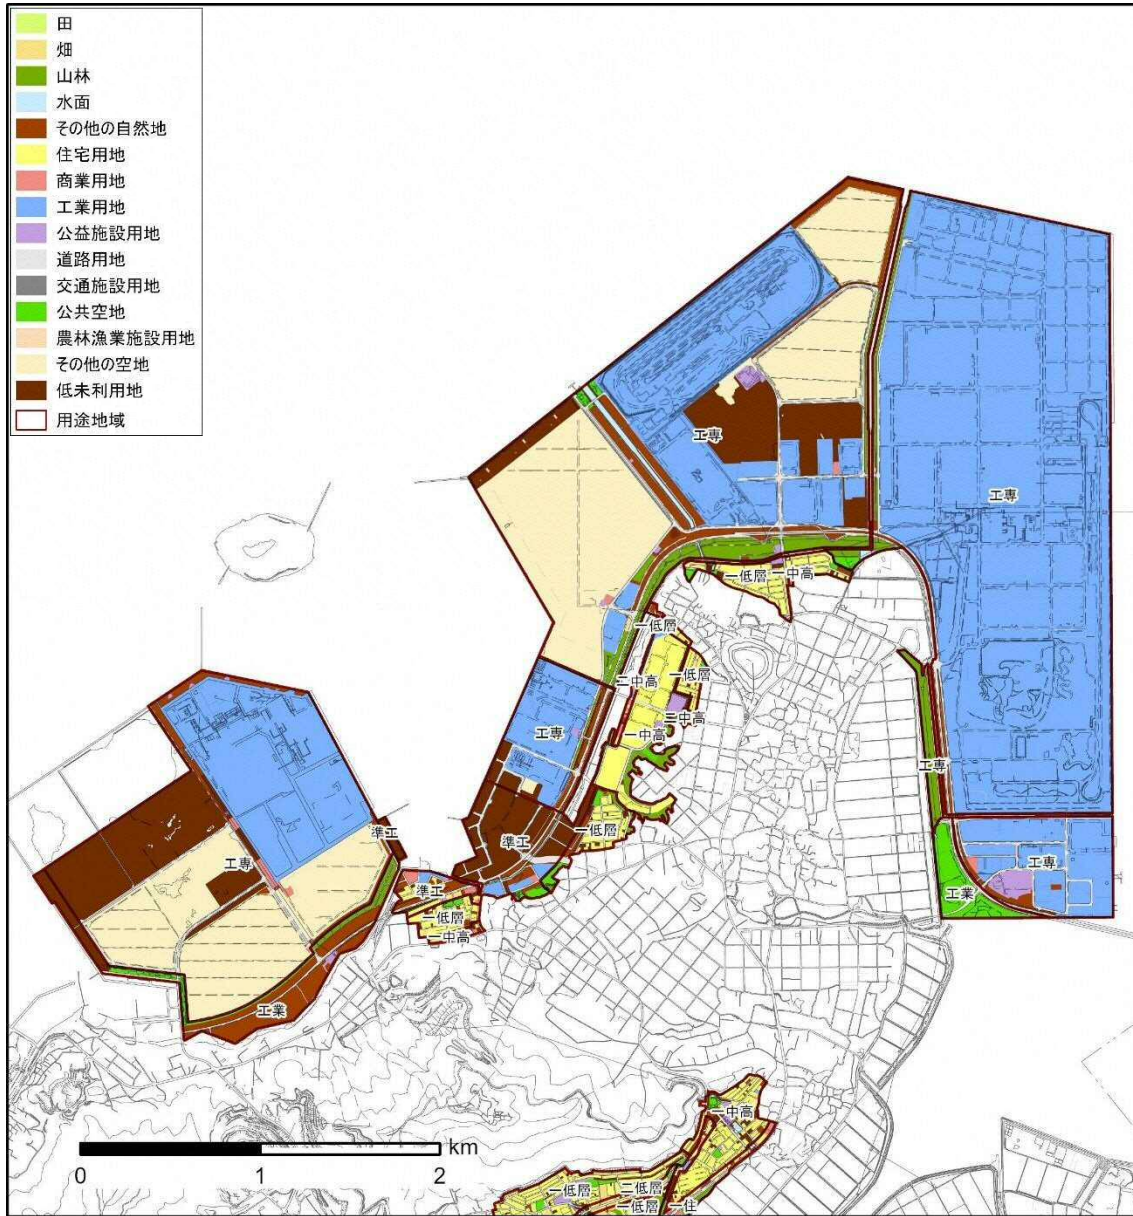 田
畑
山林
水面
その他の自然地
住宅用地
商業用地
工業用地
公益施設用地
道路用地
交通施設用地
公共空地
農林漁業施設用地
その他の空地
低未利用地
用途地域
工専
工専
一低層
一中高
一低層
二中高
一低層
二中高
一中高
工専
工専
準工
準工
一低層
工専
工専
準工
工業
一低層
一中高
工業
一中高
km
0
1
2
一低層
二低層
一低層
一住